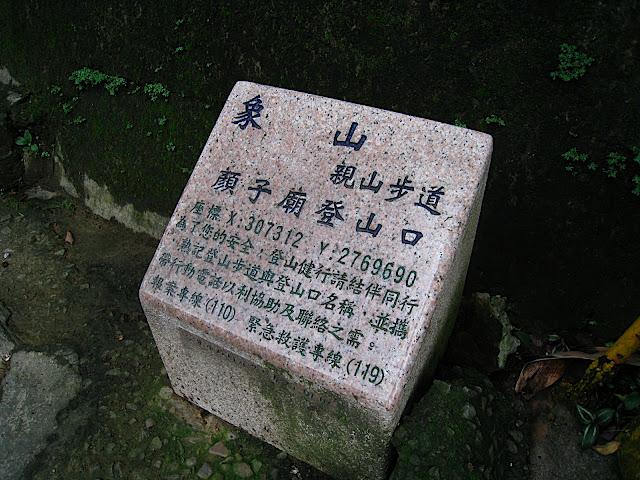 象山
親山步道
顏子廟登山口
座標 X:307312 Y:2769690
為了您的安全 登山健行請結伴同行
熟記登山步道與登山口名稱，並攜
帶行動電話以利協助及聯絡之需。
報案專線(110) 緊急救護專線(119)